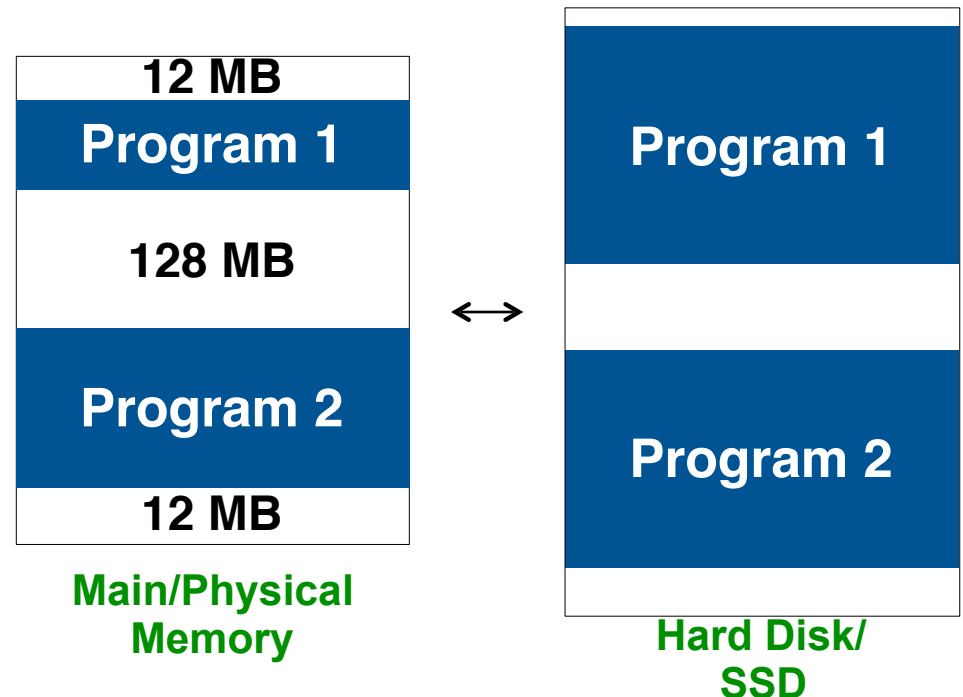 12 MB
Program 1
128 MB
Program 2
12 MB
Main/Physical
Memory
Program 1
Program 2
Hard Disk/
SSD